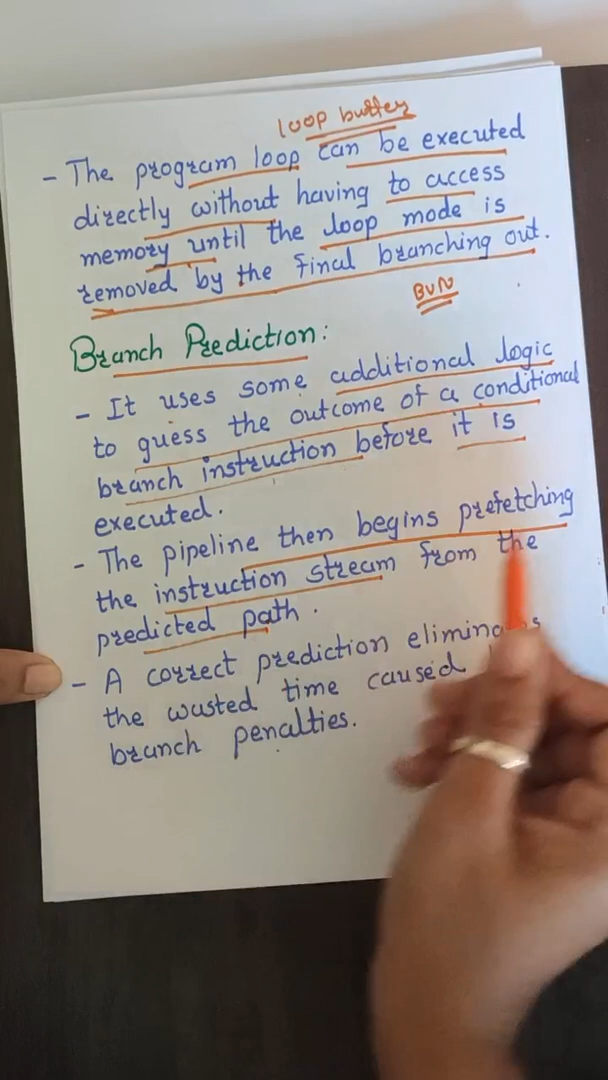 loop buffer
- The program loop can be executed
directly without having to access
memory until the loop mode is
removed by the final branching out.
BUN
Branch Prediction:
- It uses some additional logic
to guess the outcome of a conditional
branch instruction before it is
executed.
- The pipeline then begins prefetching
the instruction stream from the
predicted path.
- A correct prediction
the wasted time caused
branch penalties.